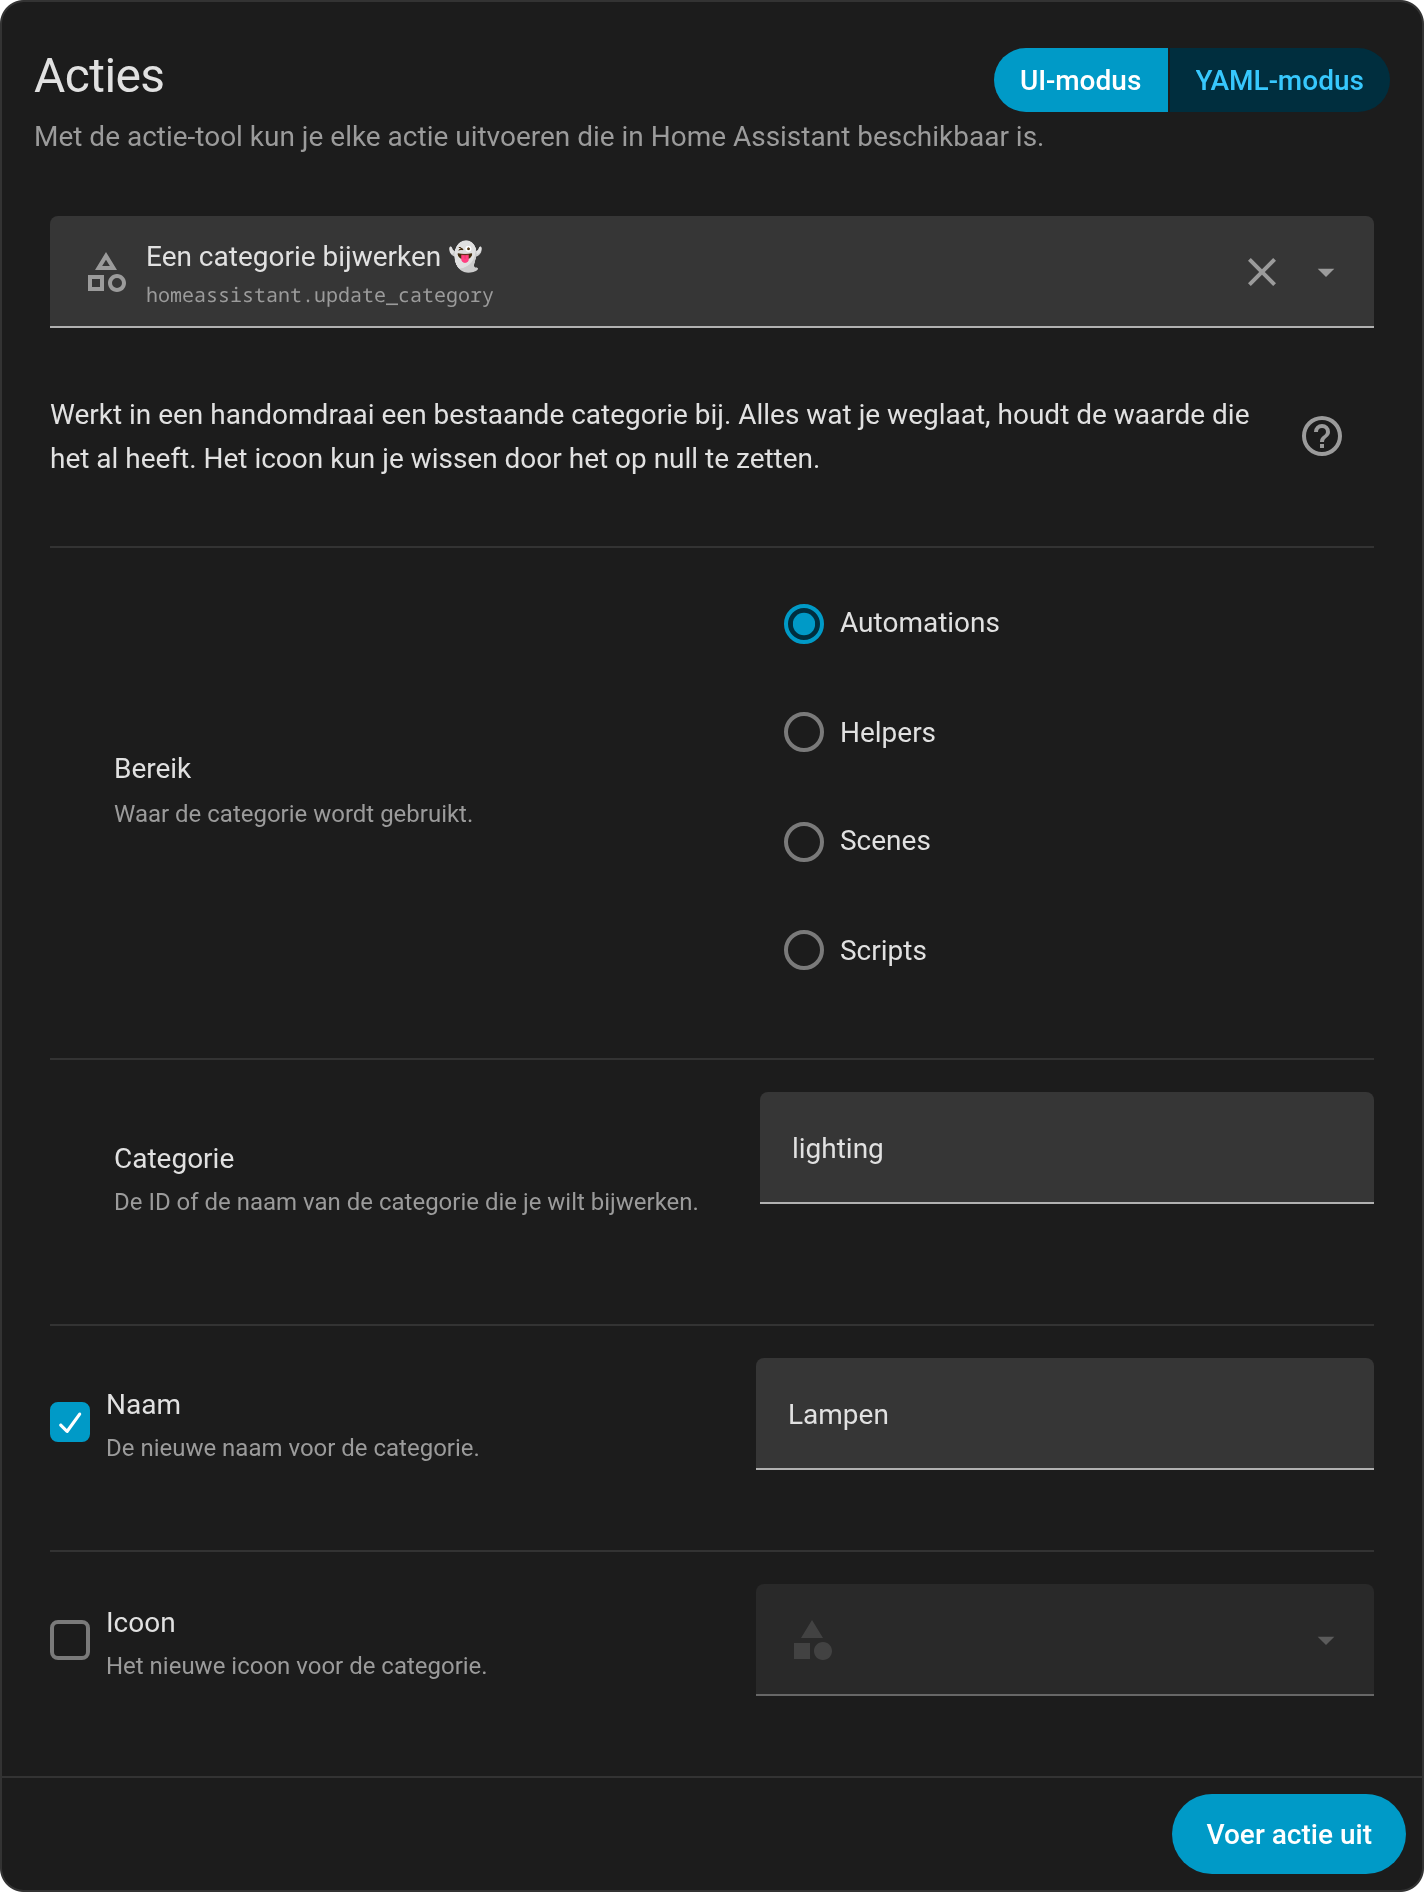 Acties
UI-modus
YAML-modus
Met de actie-tool kun je elke actie uitvoeren die in Home Assistant beschikbaar is.
Een categorie bijwerken 👻
homeassistant.update_category
Werkt in een handomdraai een bestaande categorie bij. Alles wat je weglaat, houdt de waarde die
het al heeft. Het icoon kun je wissen door het op null te zetten.
Bereik
Waar de categorie wordt gebruikt.
Automations
Helpers
Scenes
Scripts
Categorie
De ID of de naam van de categorie die je wilt bijwerken.
lighting
Naam
De nieuwe naam voor de categorie.
Lampen
Icoon
Het nieuwe icoon voor de categorie.
Voer actie uit